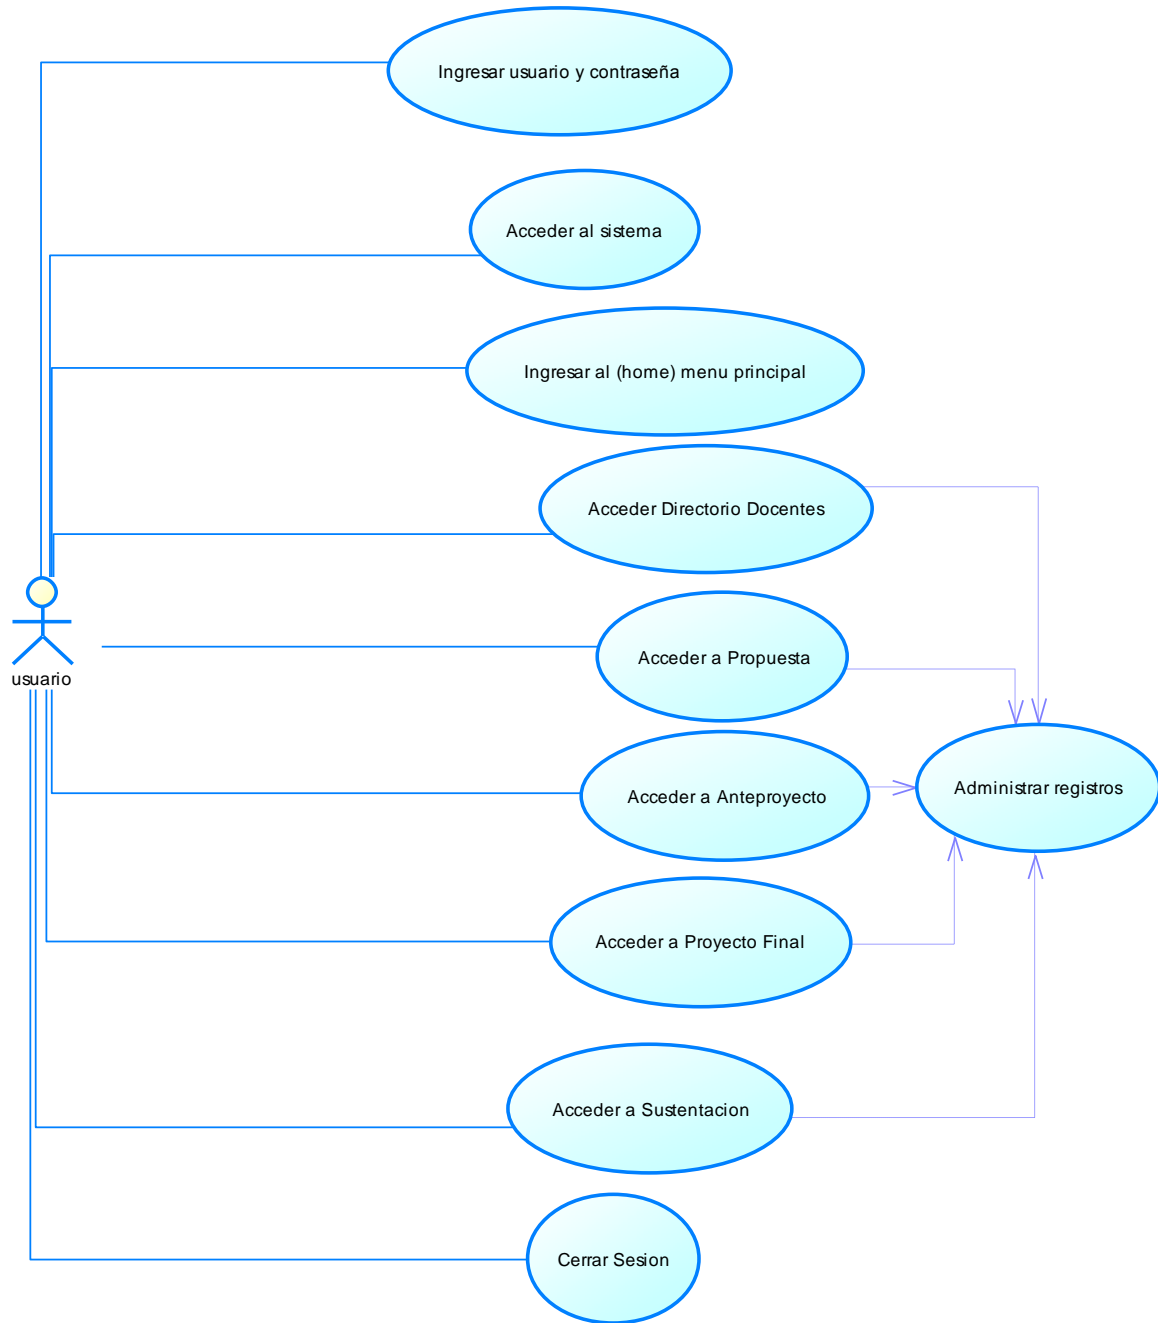 Ingresar usuario y contraseña
Acceder al sistema
Ingresar al (home) menu principal
Acceder Directorio Docentes
Acceder a Propuesta
usuario
Administrar registros
Acceder a Anteproyecto
Acceder a Proyecto Final
Acceder a Sustentacion
Cerrar Sesion